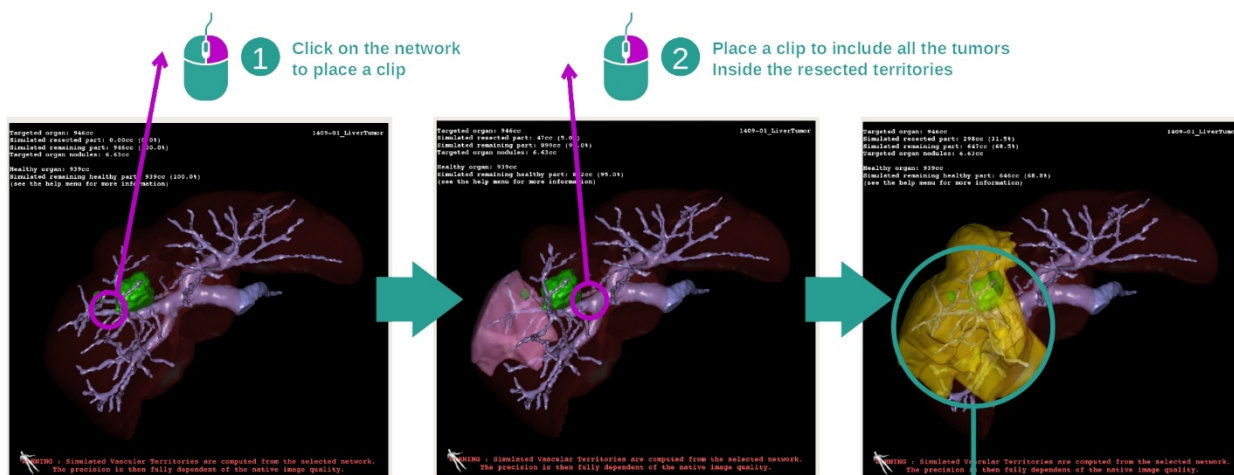 1 Click on the network
to place a clip
2 Place a clip to include all the tumors
Inside the resected territories
Targeted organ: 946cc
Simulated resected part: 0.00cc (0.0%)
Simulated remaining part: 946cc (100.0%)
Targeted organ nodules: 6.63cc
1409-01_LiverTumor
Healthy organ: 939cc
Simulated remaining healthy part: 939cc (100.0%)
(see the help menu for more information)
WARNING : Simulated Vascular Territories are computed from the selected network.
The precision is then fully dependent of the native image quality.
Targeted organ: 946cc
Simulated resected part: 47cc (5.0%)
Simulated remaining part: 899cc
Targeted organ nodules: 6.63cc
1409-01_LiverTumor
Healthy organ: 939cc
Simulated remaining healthy part: (95.0%)
(see the help menu for more information)
WARNING : Simulated Vascular Territories are computed from the selected network.
The precision is then fully dependent of the native image quality.
Targeted organ: 946cc
Simulated resected part: 298cc (31.5%)
Simulated remaining part: 647cc (68.5%)
Targeted organ nodules: 6.63cc
1409-01_LiverTumor
Healthy organ: 939cc
Simulated remaining healthy part: 646cc (68.8%)
(see the help menu for more information)
WARNING : Simulated Vascular Territories are computed from the selected network.
The precision is then fully dependent of the native image quality.